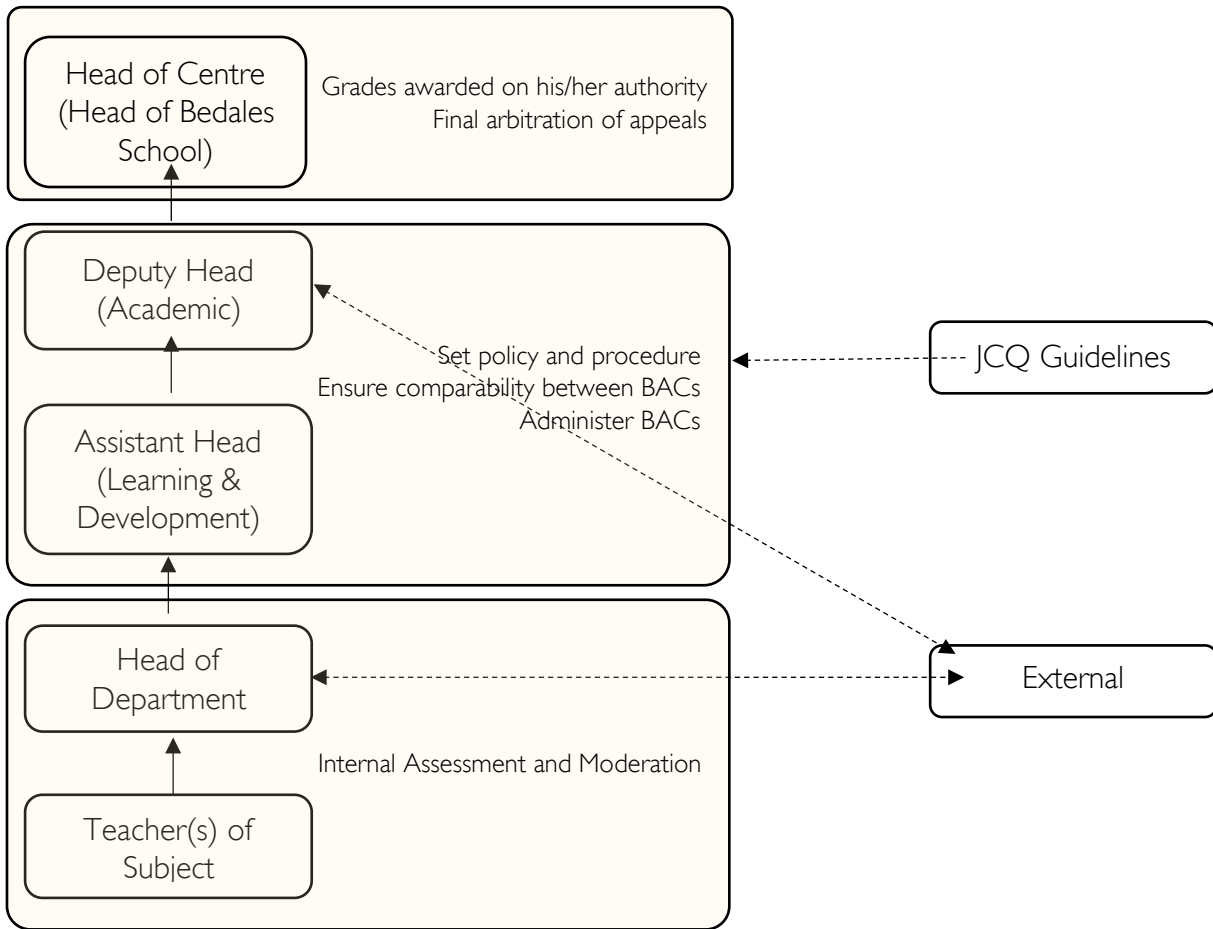 Head of Centre
(Head of Bedales
School)
Grades awarded on his/her authority
Final arbitration of appeals
Deputy Head
(Academic)
Set policy and procedure
Ensure comparability between BACs
Administer BACs
JCQ Guidelines
Assistant Head
(Learning &
Development)
Head of
Department
External
Internal Assessment and Moderation
Teacher(s) of
Subject